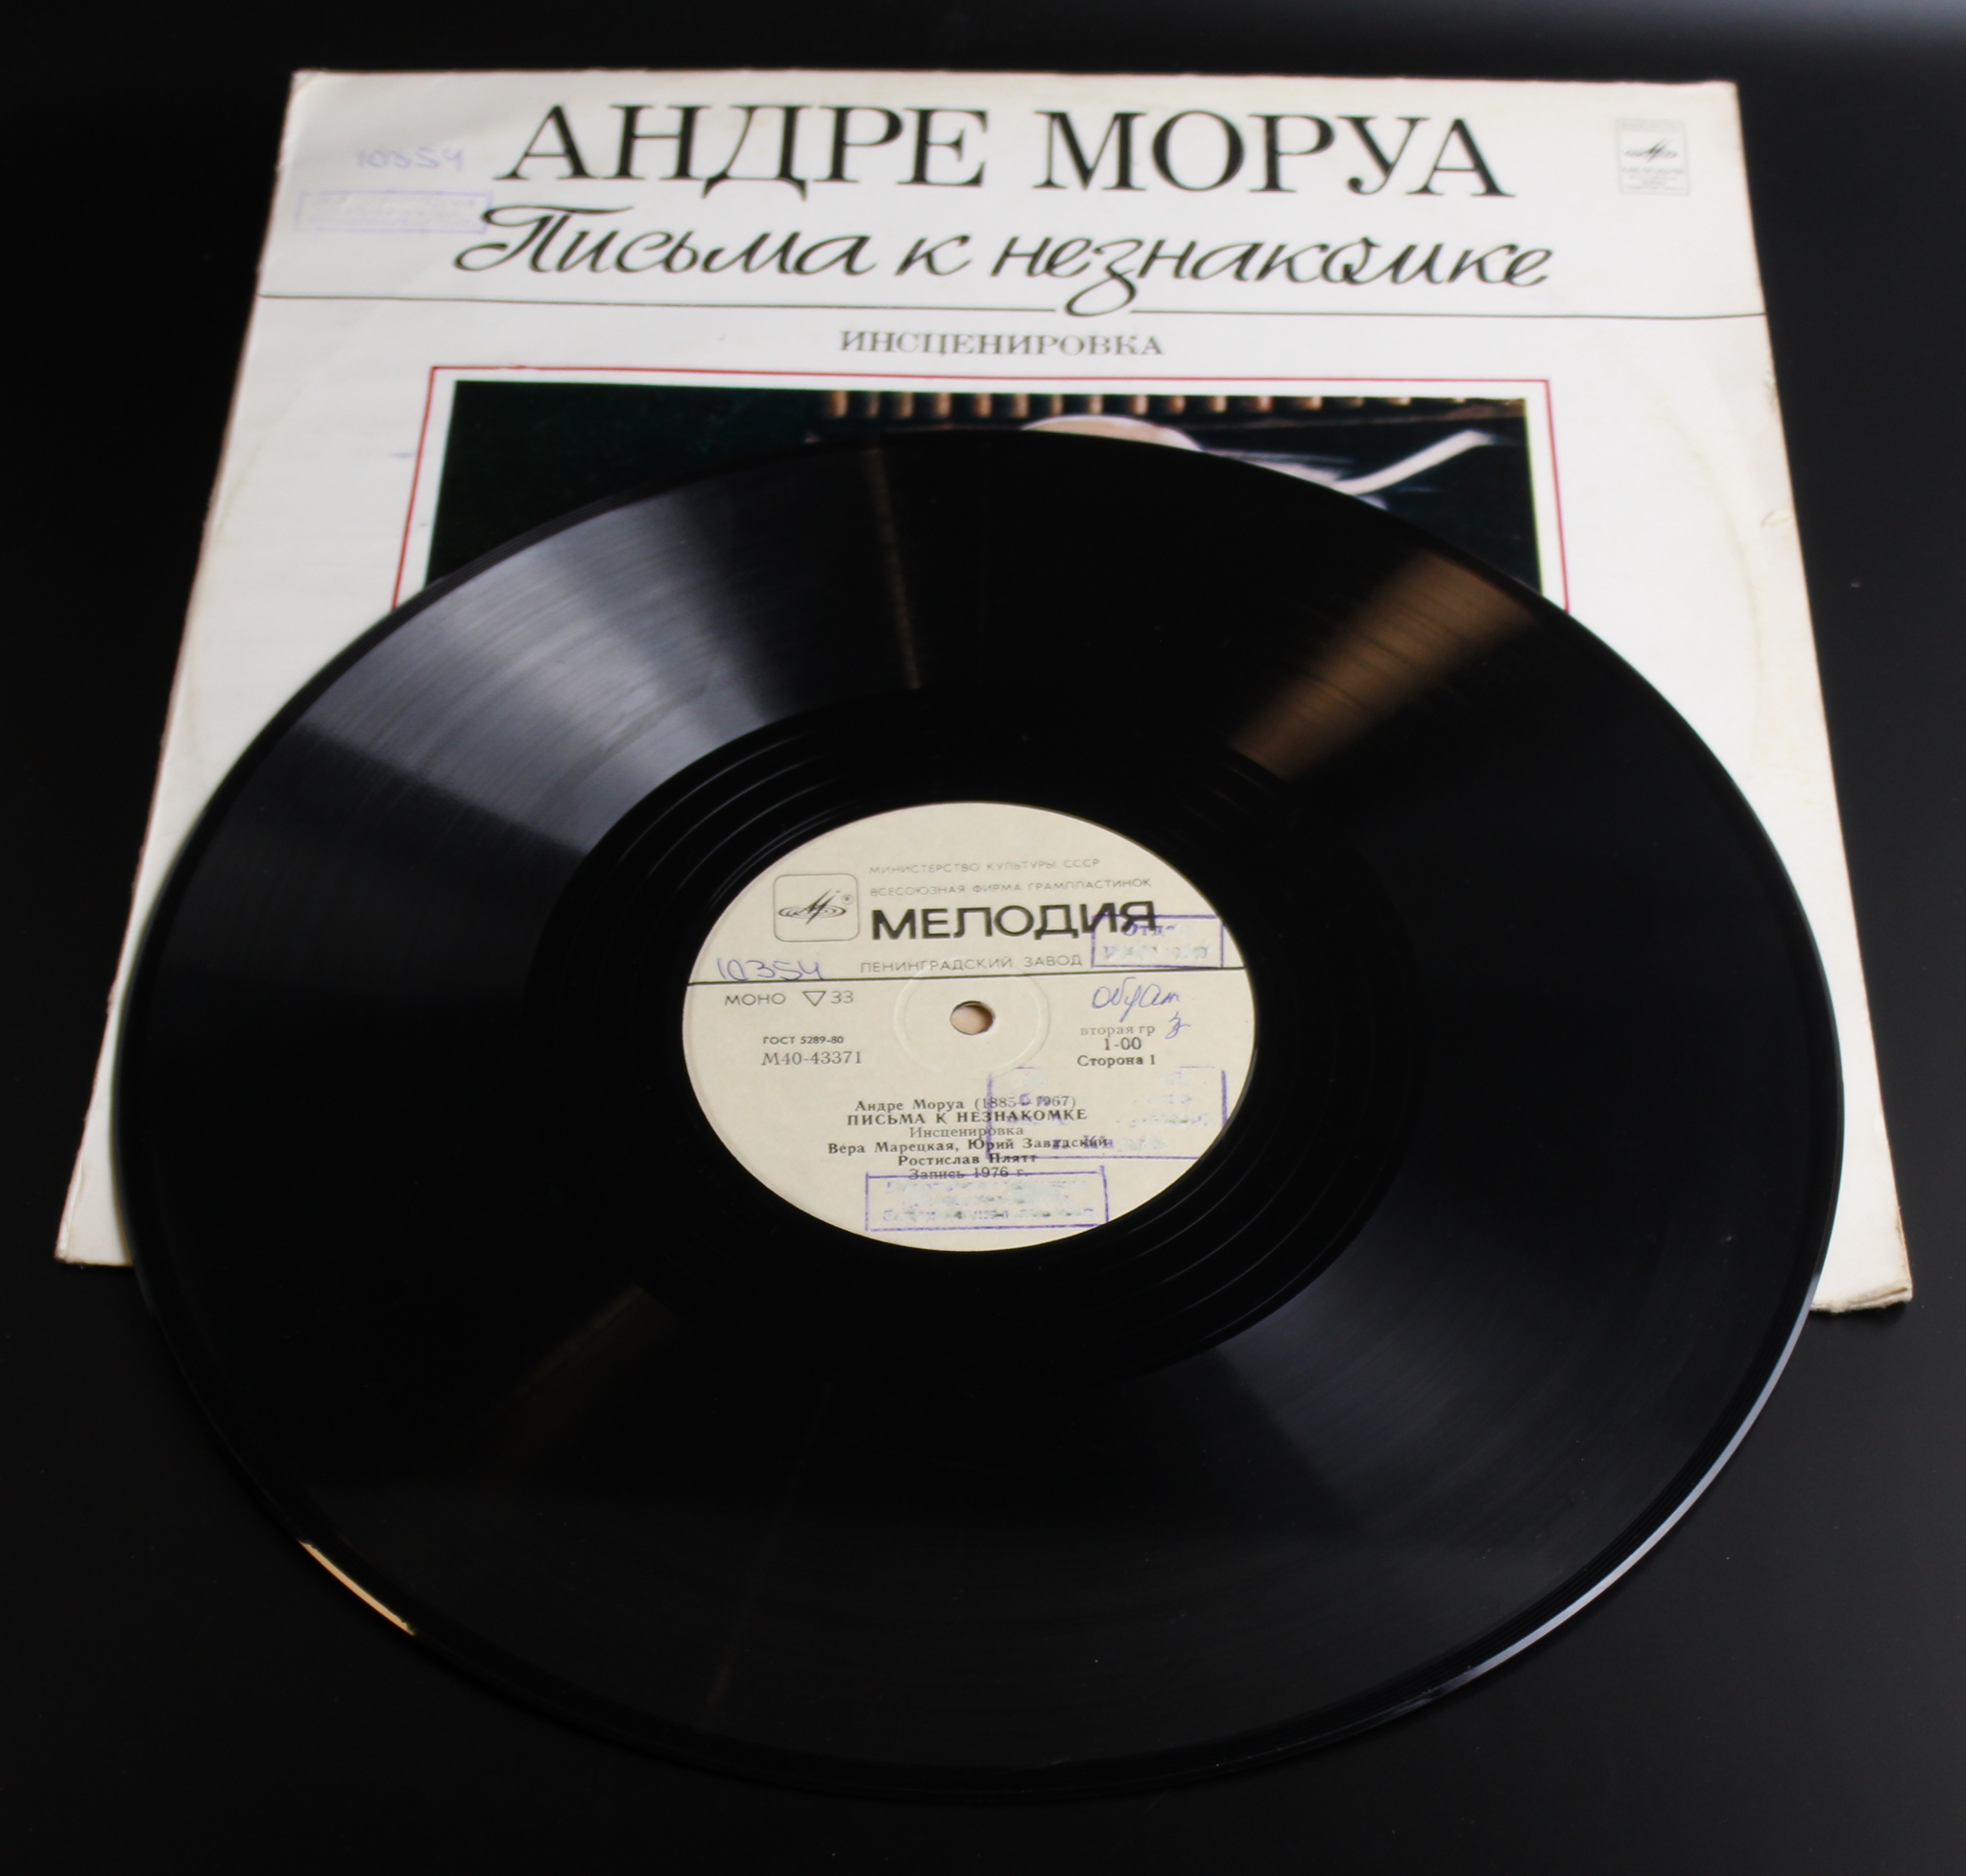 АНДРЕ МОРУА
10354
Письма к незнакомке
ИНСЦЕНИРОВКА
МИНИСТЕРСТВО КУЛЬТУРЫ СССР
ВСЕСОЮЗНАЯ ФИРМА ГРАМПЛАСТИНОК
МЕЛОДИЯ
10354 ЛЕНИНГРАДСКИЙ ЗАВОД
МОНО 33
вторая гр
1-00
ГОСТ 5289-80
М40-43371
Сторона 1
Андре Моруа (1885—1967)
ПИСЬМА К НЕЗНАКОМКЕ
Инсценировка
Вера Марецкая, Юрий Завадский
Ростислав Плятт
Запись 1976 г.